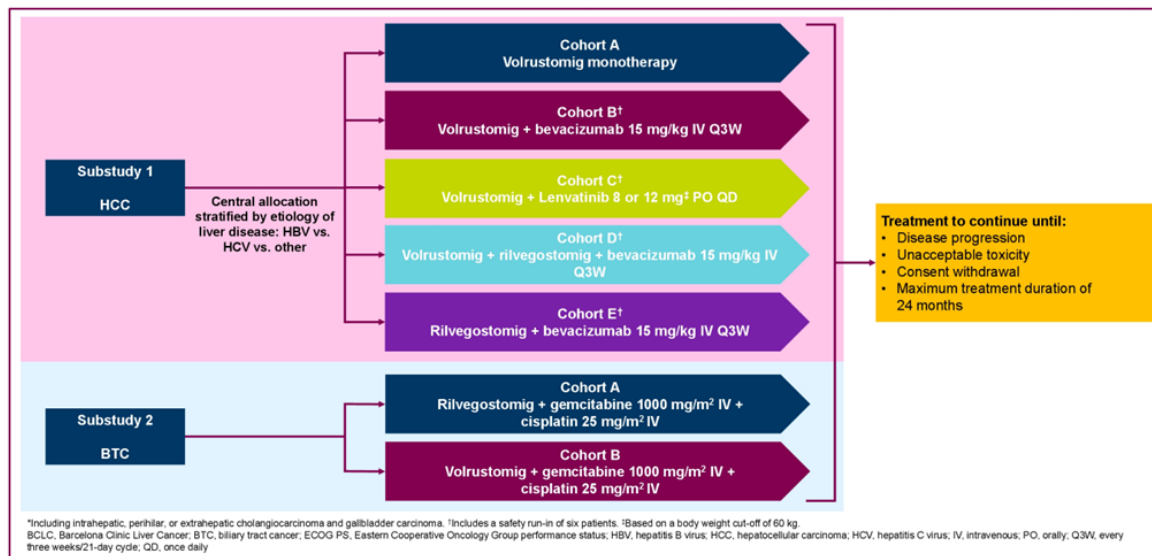 Substudy 1
HCC
Central allocation
stratified by etiology of
liver disease: HBV vs.
HCV vs. other
Cohort A
Volrustomig monotherapy
Cohort B†
Volrustomig + bevacizumab 15 mg/kg IV Q3W
Cohort C†
Volrustomig + Lenvatinib 8 or 12 mg‡ PO QD
Cohort D†
Volrustomig + rilvegostomig + bevacizumab 15 mg/kg IV
Q3W
Cohort E†
Rilvegostomig + bevacizumab 15 mg/kg IV Q3W
Substudy 2
BTC
Cohort A
Rilvegostomig + gemcitabine 1000 mg/m² IV +
cisplatin 25 mg/m² IV
Cohort B
Volrustomig + gemcitabine 1000 mg/m² IV +
cisplatin 25 mg/m² IV
Treatment to continue until:
• Disease progression
• Unacceptable toxicity
• Consent withdrawal
• Maximum treatment duration of
24 months
*Including intrahepatic, perihilar, or extrahepatic cholangiocarcinoma and gallbladder carcinoma. †Includes a safety run-in of six patients. ‡Based on a body weight cut-off of 60 kg.
BCLC, Barcelona Clinic Liver Cancer; BTC, biliary tract cancer; ECOG PS, Eastern Cooperative Oncology Group performance status; HBV, hepatitis B virus; HCC, hepatocellular carcinoma; HCV, hepatitis C virus; IV, intravenous; PO, orally; Q3W, every
three weeks/21-day cycle; QD, once daily